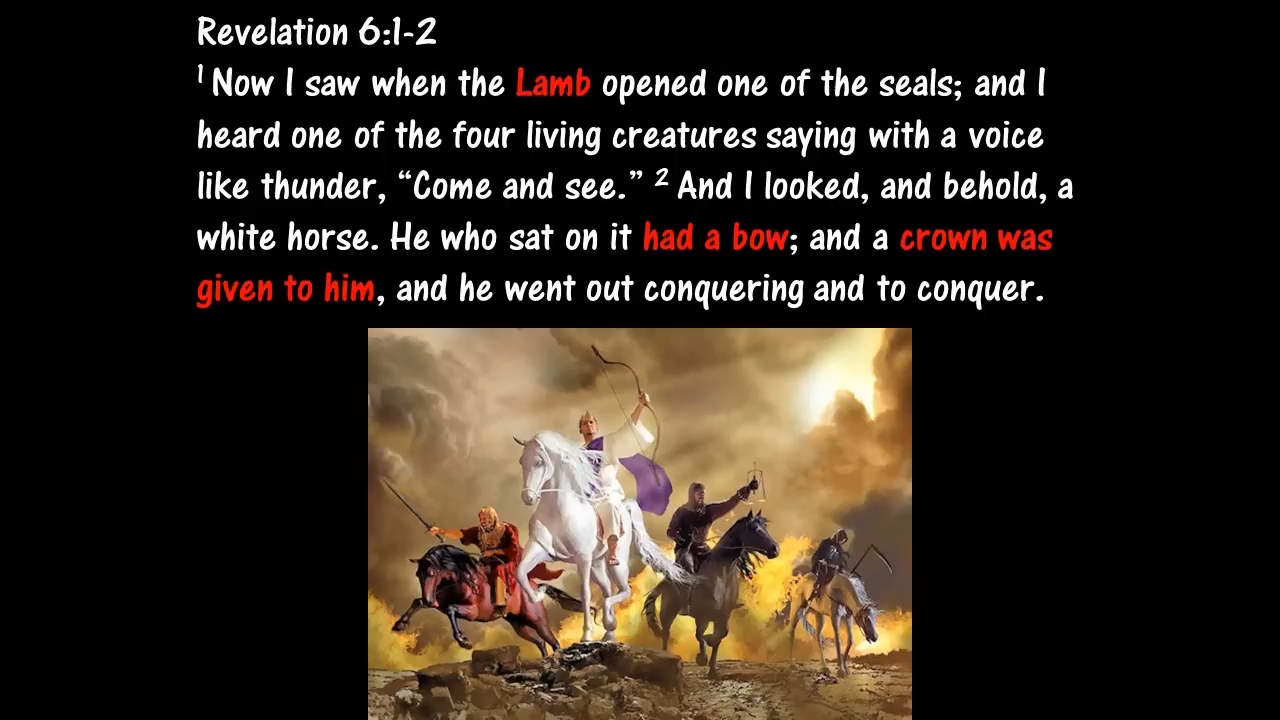 Revelation 6:1-2
1 Now I saw when the Lamb opened one of the seals; and I
heard one of the four living creatures saying with a voice
like thunder, “Come and see.” 2 And I looked, and behold, a
white horse. He who sat on it had a bow; and a crown was
given to him, and he went out conquering and to conquer.